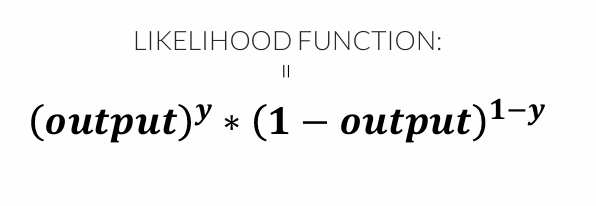 LIKELIHOOD FUNCTION:
=
(output)^y * (1 − output)^{1−y}